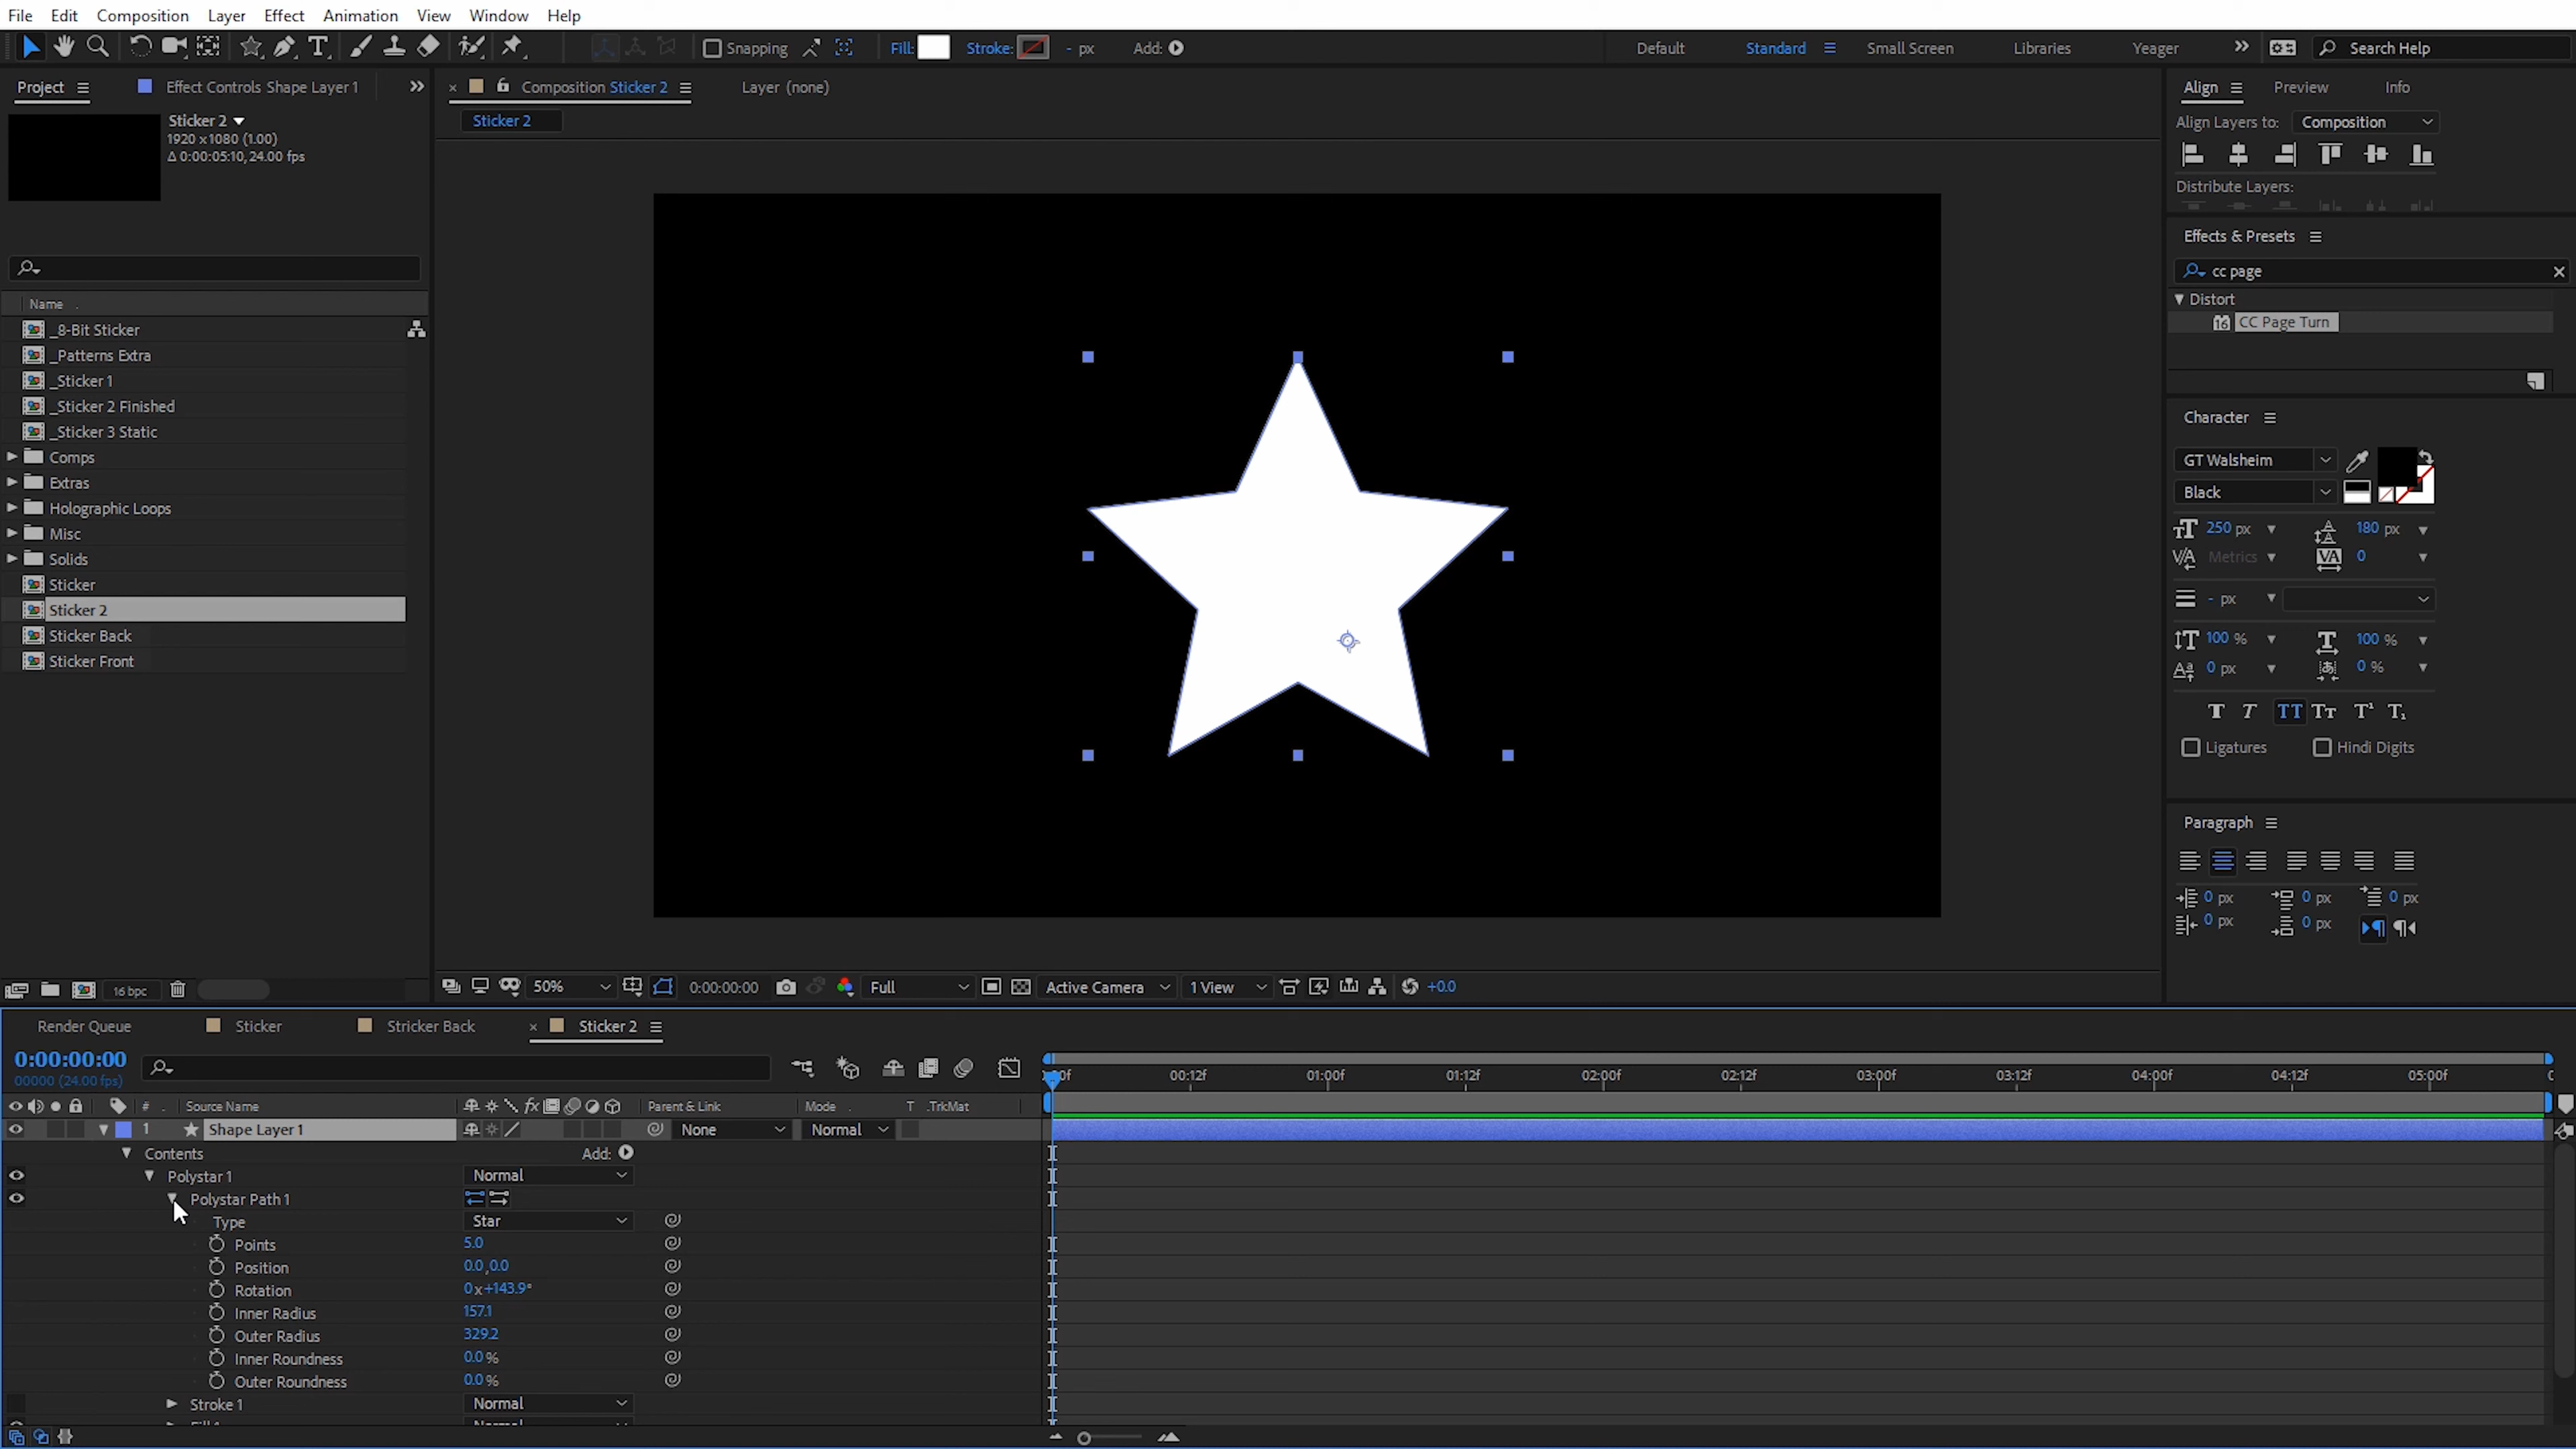 File Edit Composition Layer Effect Animation View Window Help
Snapping Fill: Stroke: - px Add: Default Standard Small Screen Libraries Yeager Search Help
Project Effect Controls Shape Layer 1
Composition Sticker 2 Layer (none)
Align Preview Info
Sticker 2
1920 x 1080 (1.00)
Δ 0:00:05:10, 24.00 fps
Sticker 2
Align Layers to: Composition
Distribute Layers:
Effects & Presets
cc page
Distort
16 CC Page Turn
Name
_8-Bit Sticker
_Patterns Extra
_Sticker 1
_Sticker 2 Finished
_Sticker 3 Static
Comps
Extras
Holographic Loops
Misc
Solids
Sticker
Sticker 2
Sticker Back
Sticker Front
Character
GT Walsheim
Black
250 px 180 px
Metrics 0
- px
100 % 100 %
0 px 0 %
Ligatures Hindi Digits
Paragraph
0 px 0 px 0 px
0 px 0 px
16 bpc
50% 0:00:00:00 Full Active Camera 1 View +0.0
Render Queue Sticker Stricker Back Sticker 2
0:00:00:00
00000 (24.00 fps)
00:12f 01:00f 01:12f 02:00f 02:12f 03:00f 03:12f 04:00f 04:12f 05:00f
# Source Name Parent & Link Mode T .TrkMat
1 Shape Layer 1 None Normal
Contents Add:
Polystar 1 Normal
Polystar Path 1
Type Star
Points 5.0
Position 0.0,0.0
Rotation 0x+143.9°
Inner Radius 157.1
Outer Radius 329.2
Inner Roundness 0.0 %
Outer Roundness 0.0 %
Stroke 1 Normal